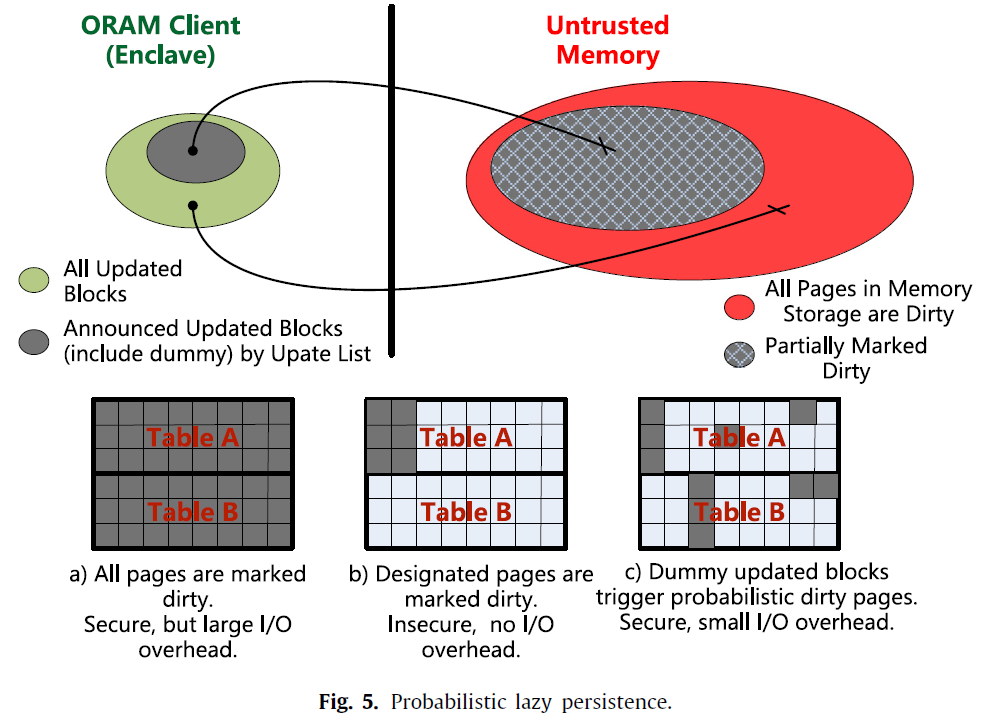 ORAM Client
(Enclave)
Untrusted
Memory
All Updated
Blocks
Announced Updated Blocks
(include dummy) by Upate List
All Pages in Memory
Storage are Dirty
Partially Marked
Dirty
Table A
Table B
a) All pages are marked
dirty.
Secure, but large I/O
overhead.
Table A
Table B
b) Designated pages are
marked dirty.
Insecure, no I/O
overhead.
Table A
Table B
c) Dummy updated blocks
trigger probabilistic dirty pages.
Secure, small I/O overhead.
Fig. 5. Probabilistic lazy persistence.